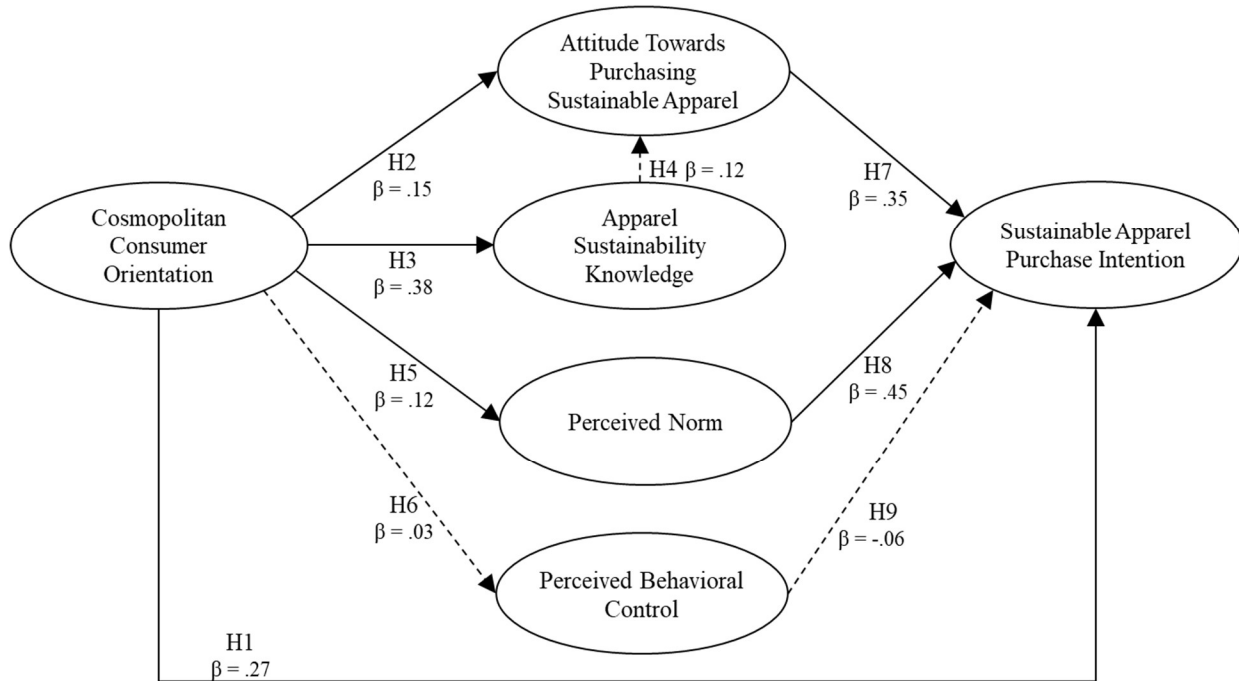 Attitude Towards
Purchasing
Sustainable Apparel
H2
β = .15
H4 β = .12
H7
β = .35
Cosmopolitan
Consumer
Orientation
H3
β = .38
Apparel
Sustainability
Knowledge
Sustainable Apparel
Purchase Intention
H5
β = .12
Perceived Norm
H8
β = .45
H6
β = .03
Perceived Behavioral
Control
H9
β = -.06
H1
β = .27